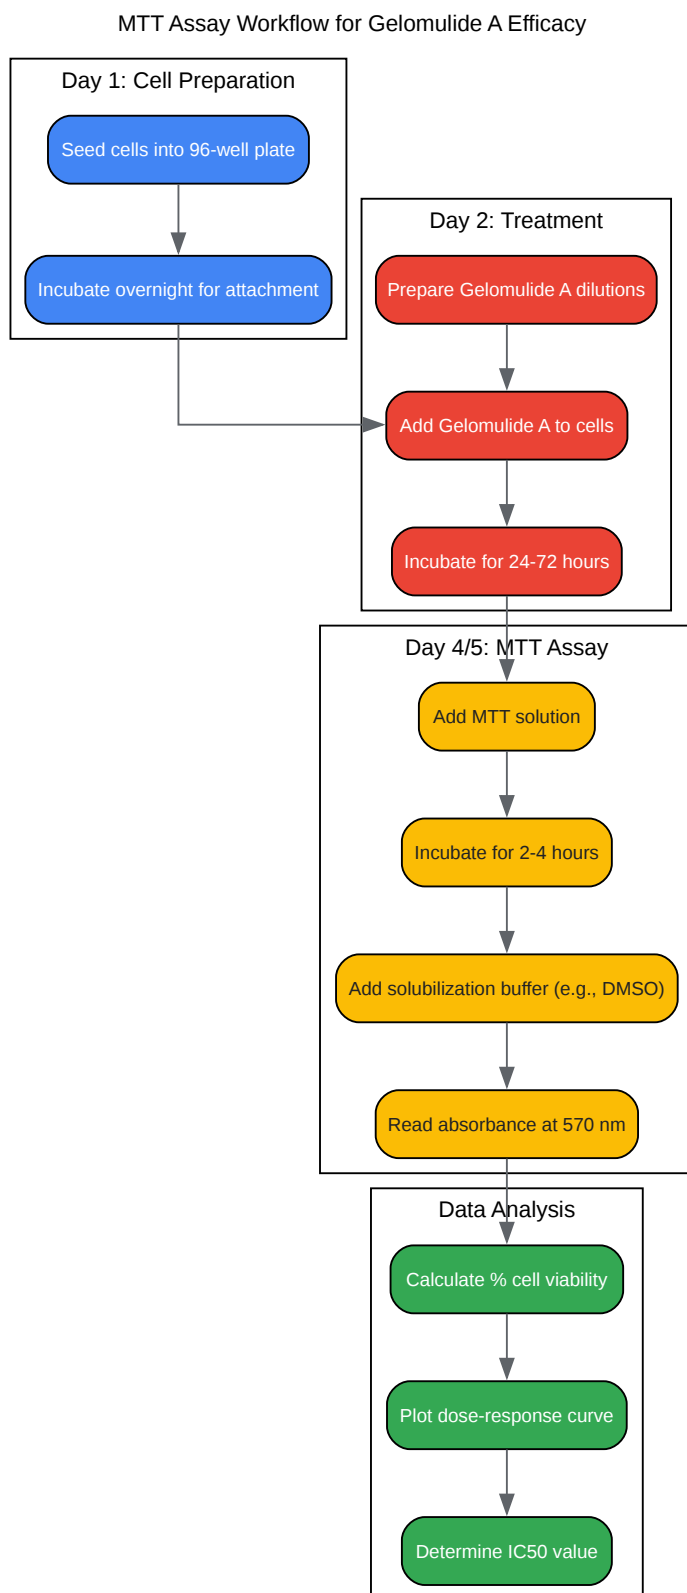 MTT Assay Workflow for Gelomulide A Efficacy
Day 1: Cell Preparation
Seed cells into 96-well plate
Incubate overnight for attachment
Day 2: Treatment
Prepare Gelomulide A dilutions
Add Gelomulide A to cells
Incubate for 24-72 hours
Day 4/5: MTT Assay
Add MTT solution
Incubate for 2-4 hours
Add solubilization buffer (e.g., DMSO)
Read absorbance at 570 nm
Data Analysis
Calculate % cell viability
Plot dose-response curve
Determine IC50 value